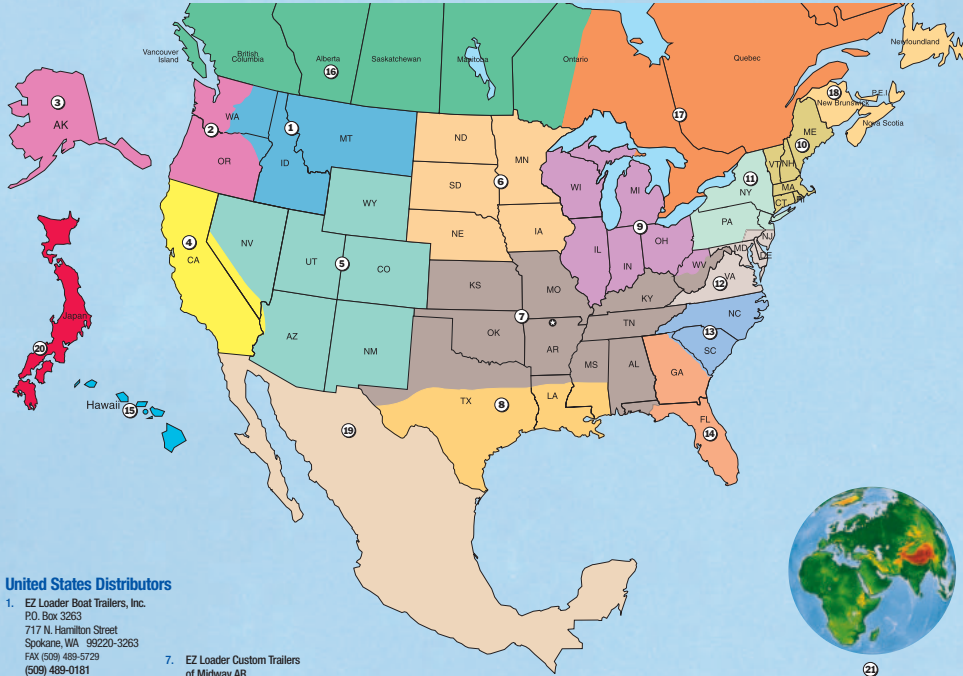 Vancouver
Island
British
Columbia
Alberta
16
Saskatchewan
Manitoba
Ontario
Quebec
Newfoundland
17
18
P.E.I.
New Brunswick
Nova Scotia
3
AK
2
WA
1
MT
ND
MN
ME
10
OR
ID
SD
6
WI
MI
11
NY
VT
NH
MA
CT
RI
WY
NE
IA
9
PA
NJ
4
CA
NV
UT
5
CO
IL
IN
OH
MD
DE
WV
VA
12
KS
MO
KY
Japan
20
7
NC
AZ
NM
OK
AR
TN
13
SC
MS
AL
GA
Hawaii
15
TX
8
LA
FL
14
19
21
United States Distributors
1. EZ Loader Boat Trailers, Inc.
P.O. Box 3263
717 N. Hamilton Street
Spokane, WA 99220-3263
FAX (509) 489-5729
(509) 489-0181
7. EZ Loader Custom Trailers
of Midway AR